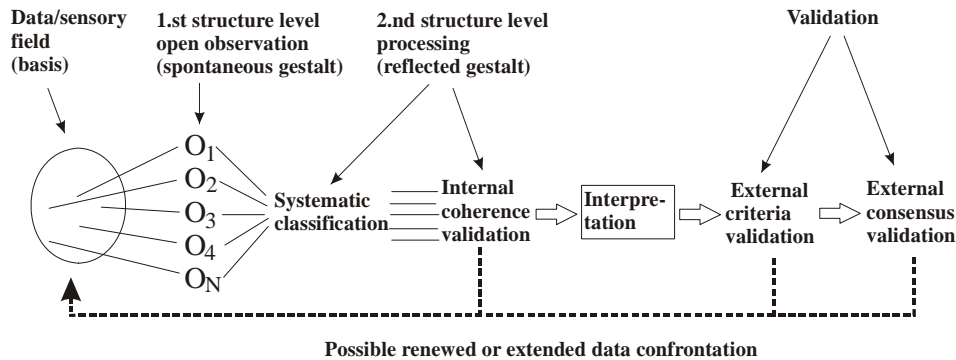 Data/sensory
field
(basis)
1.st structure level
open observation
(spontaneous gestalt)
2.nd structure level
processing
(reflected gestalt)
Validation
O1
O2
O3
O4
ON
Systematic
classification
Internal
coherence
validation
Interpre-
tation
External
criteria
validation
External
consensus
validation
Possible renewed or extended data confrontation